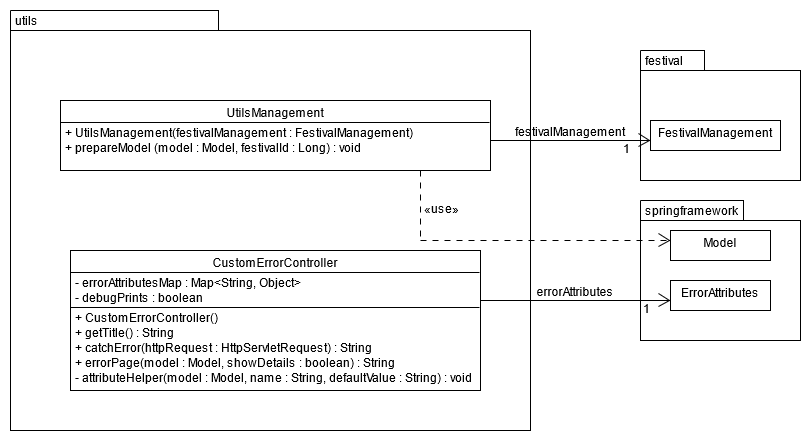 utils
UtilsManagement
+ UtilsManagement(festivalManagement : FestivalManagement)
+ prepareModel (model : Model, festivalId : Long) : void
festivalManagement
1
festival
FestivalManagement
«use»
springframework
Model
ErrorAttributes
errorAttributes
1
CustomErrorController
- errorAttributesMap : Map<String, Object>
- debugPrints : boolean
+ CustomErrorController()
+ getTitle() : String
+ catchError(httpRequest : HttpServletRequest) : String
+ errorPage(model : Model, showDetails : boolean) : String
- attributeHelper(model : Model, name : String, defaultValue : String) : void